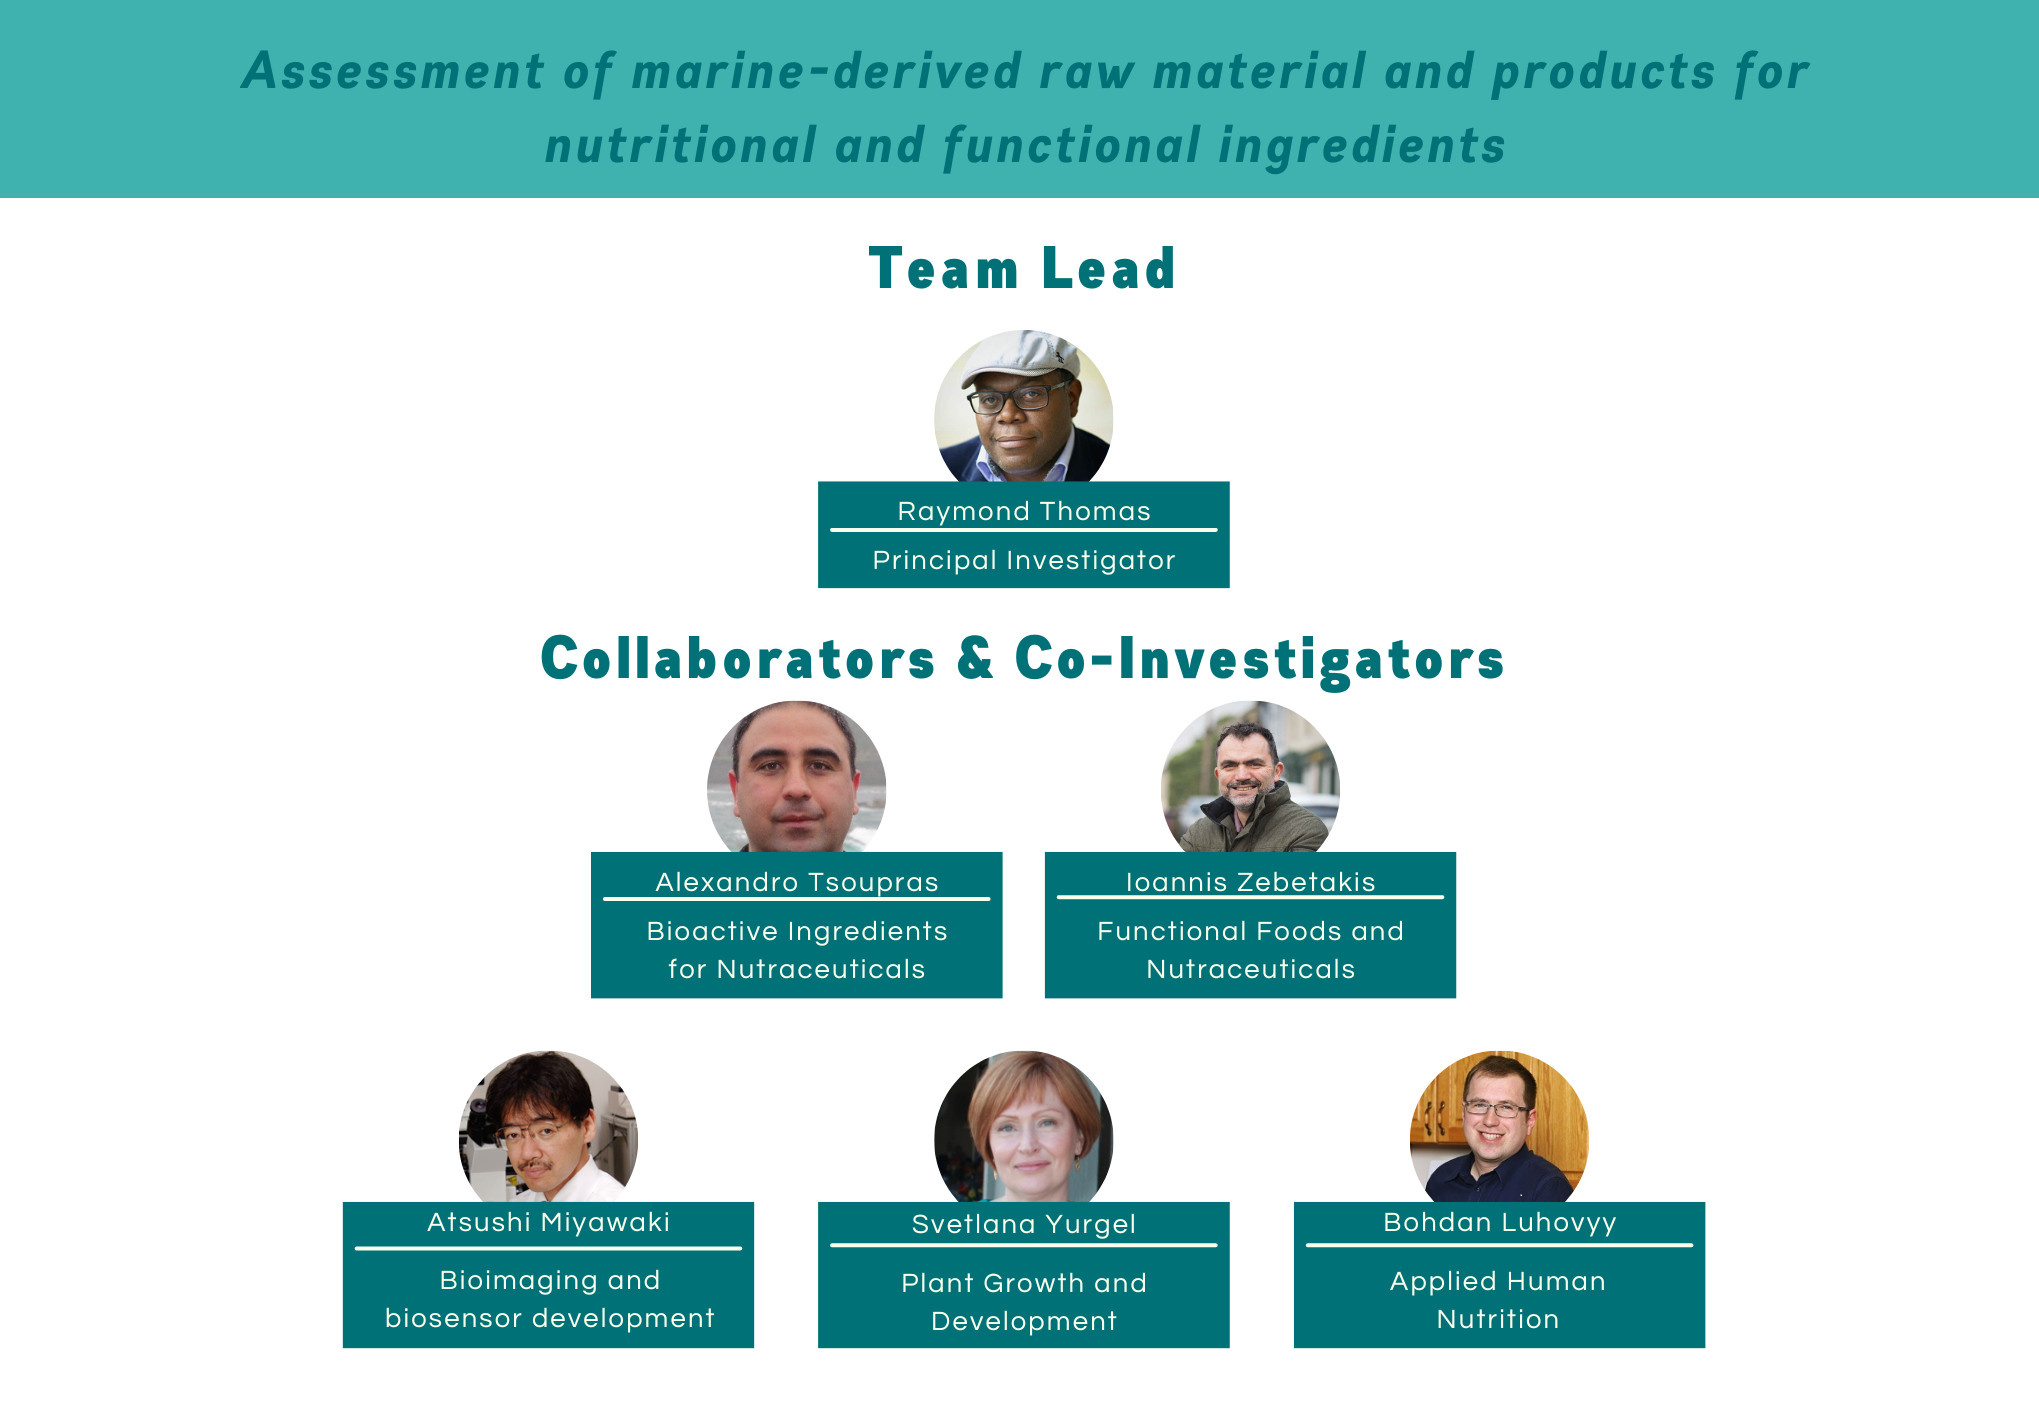 Assessment of marine-derived raw material and products for
nutritional and functional ingredients
Team Lead
Raymond Thomas
Principal Investigator
Collaborators & Co-Investigators
Alexandro Tsoupras
Bioactive Ingredients
for Nutraceuticals
Ioannis Zebetakis
Functional Foods and
Nutraceuticals
Atsushi Miyawaki
Bioimaging and
biosensor development
Svetlana Yurgel
Plant Growth and
Development
Bohdan Luhovyy
Applied Human
Nutrition